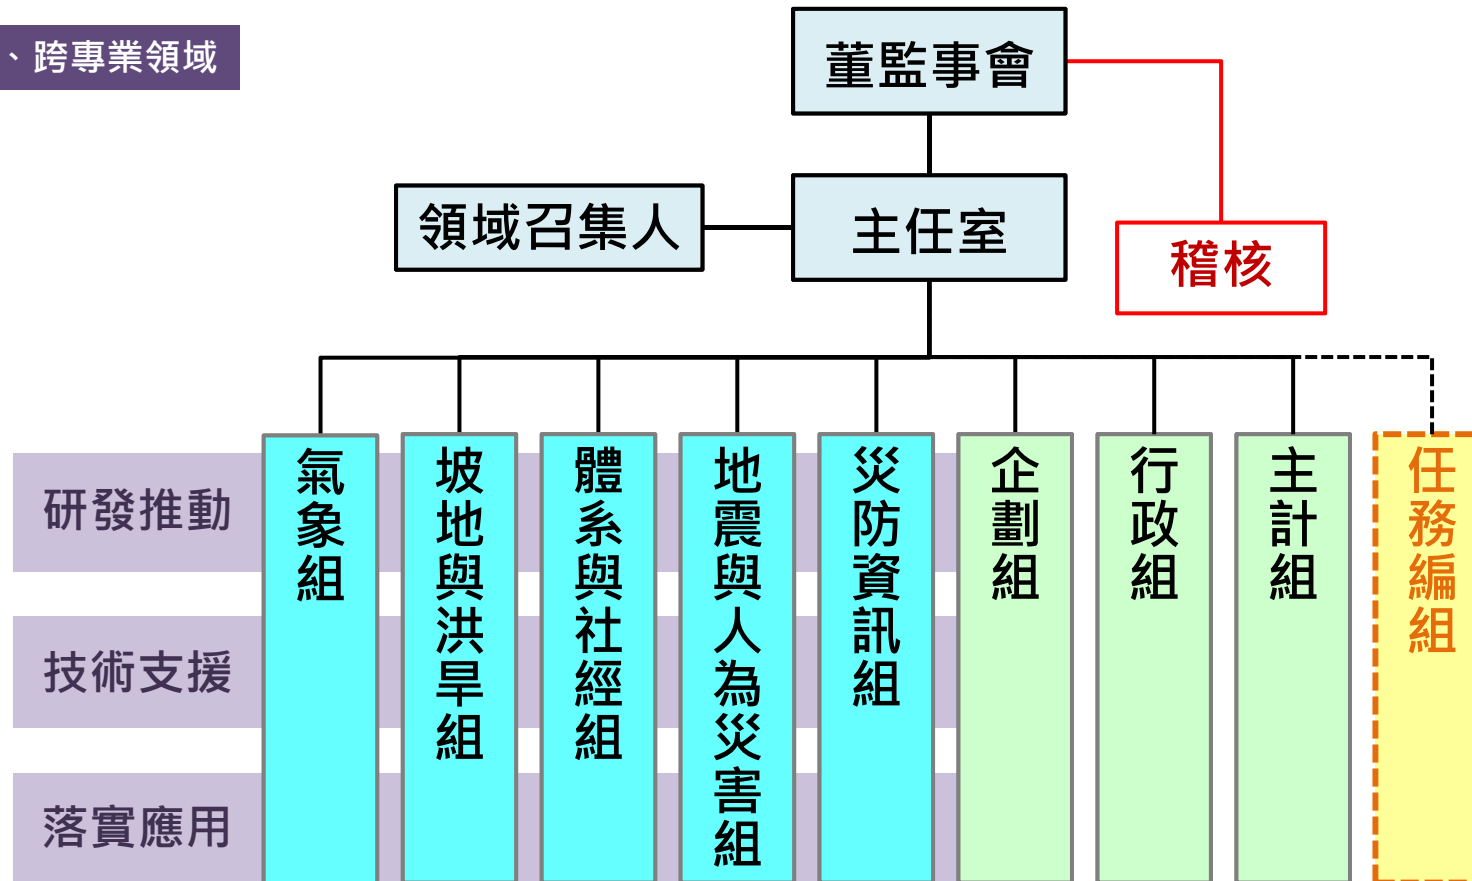 、跨專業領域
董監事會
領域召集人
主任室
稽核
研發推動
技術支援
落實應用
氣象組
坡地與洪旱組
體系與社經組
地震與人為災害組
災防資訊組
企劃組
行政組
主計組
任務編組